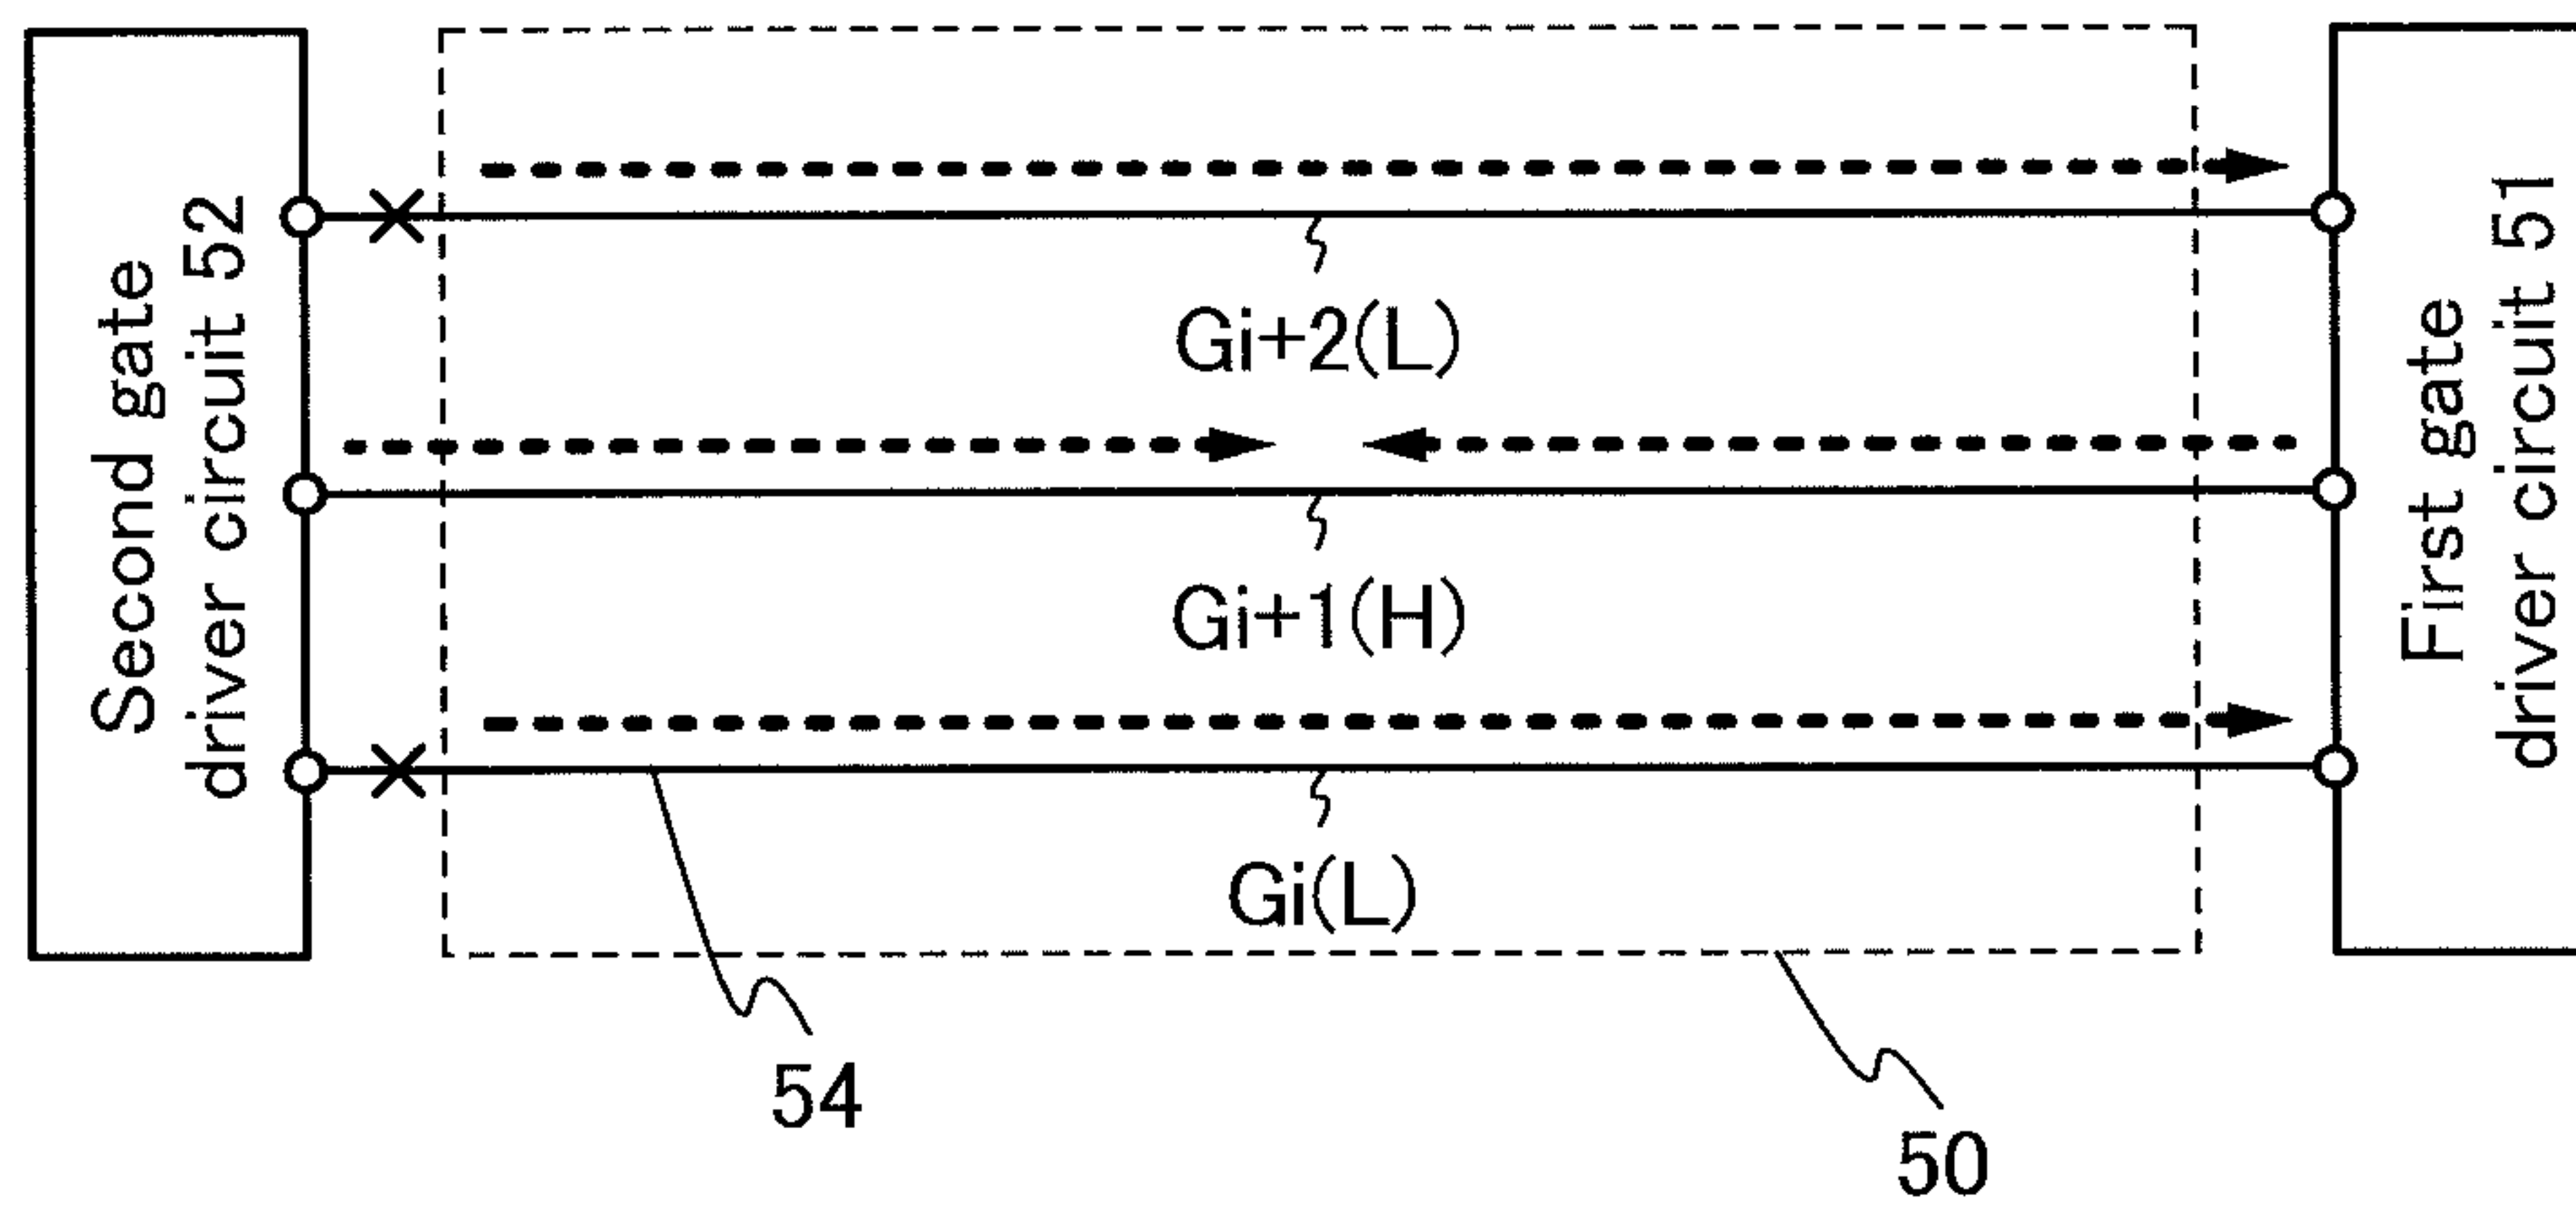 Second gate
driver circuit 52
Gi+2(L)
Gi+1(H)
Gi(L)
First gate
driver circuit 51
54
50